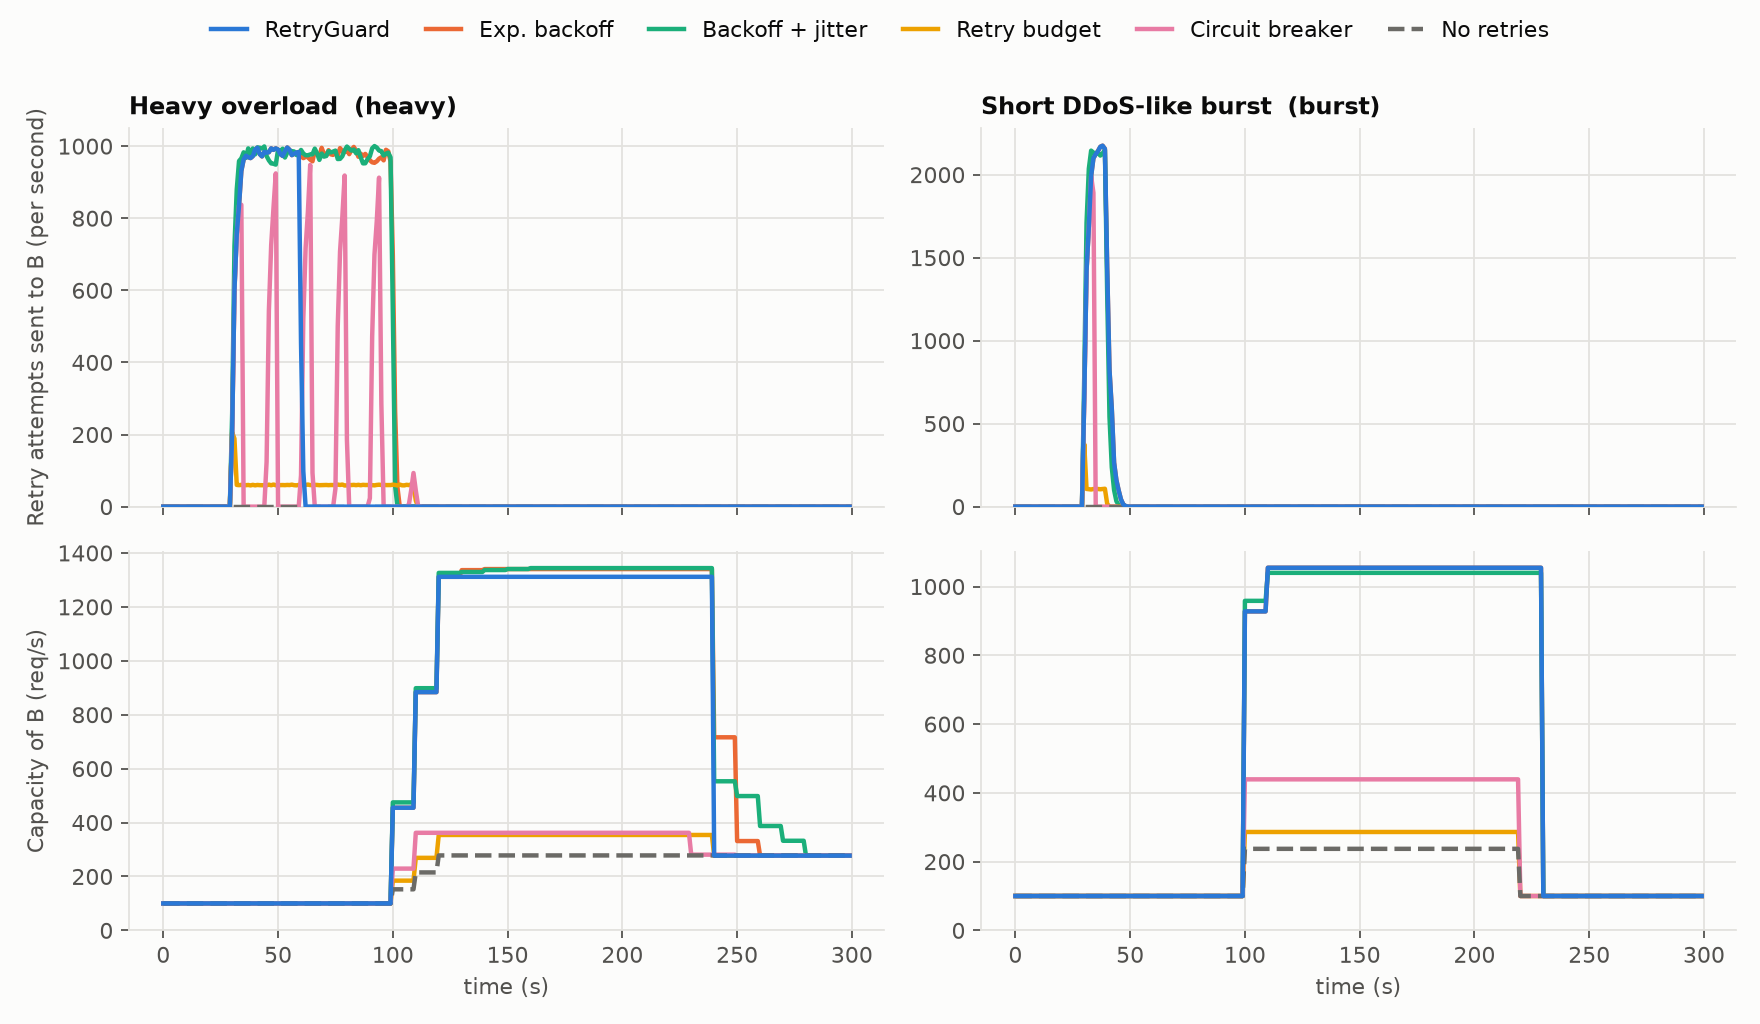 RetryGuard Exp. backoff Backoff + jitter Retry budget Circuit breaker No retries
Heavy overload (heavy)
Retry attempts sent to B (per second)
1000
800
600
400
200
0
Short DDoS-like burst (burst)
2000
1500
1000
500
0
Capacity of B (req/s)
1400
1200
1000
800
600
400
200
0
0 50 100 150 200 250 300
time (s)
1000
800
600
400
200
0
0 50 100 150 200 250 300
time (s)